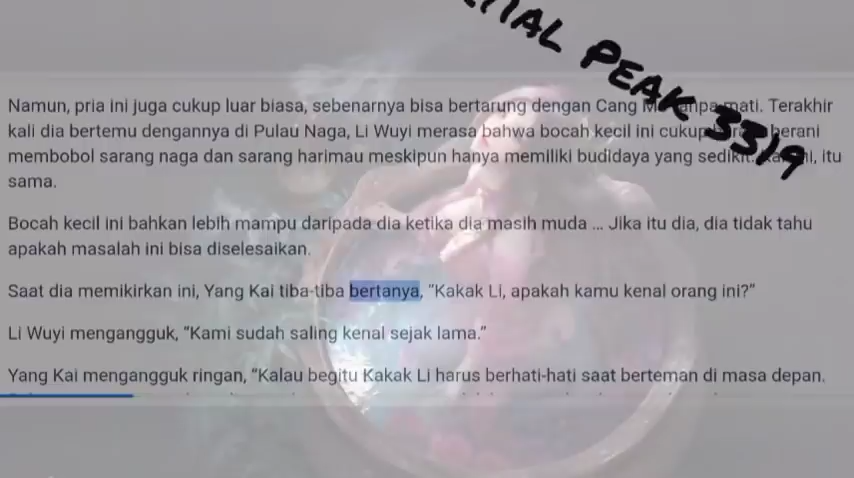 TIAL PEAK 3319
Namun, pria ini juga cukup luar biasa, sebenarnya bisa bertarung dengan Cang mati. Terakhir
kali dia bertemu dengannya di Pulau Naga, Li Wuyi merasa bahwa bocah kecil ini cukup berani
membobol sarang naga dan sarang harimau meskipun hanya memiliki budidaya yang itu
sama.
Bocah kecil ini bahkan lebih mampu daripada dia ketika dia masih muda ... Jika itu dia, dia tidak tahu
apakah masalah ini bisa diselesaikan.
Saat dia memikirkan ini, Yang Kai tiba-tiba bertanya, "Kakak Li, apakah kamu kenal orang ini?"
Li Wuyi mengangguk, "Kami sudah saling kenal sejak lama."
Yang Kai mengangguk ringan, "Kalau begitu Kakak Li harus berhati-hati saat berteman di masa depan.